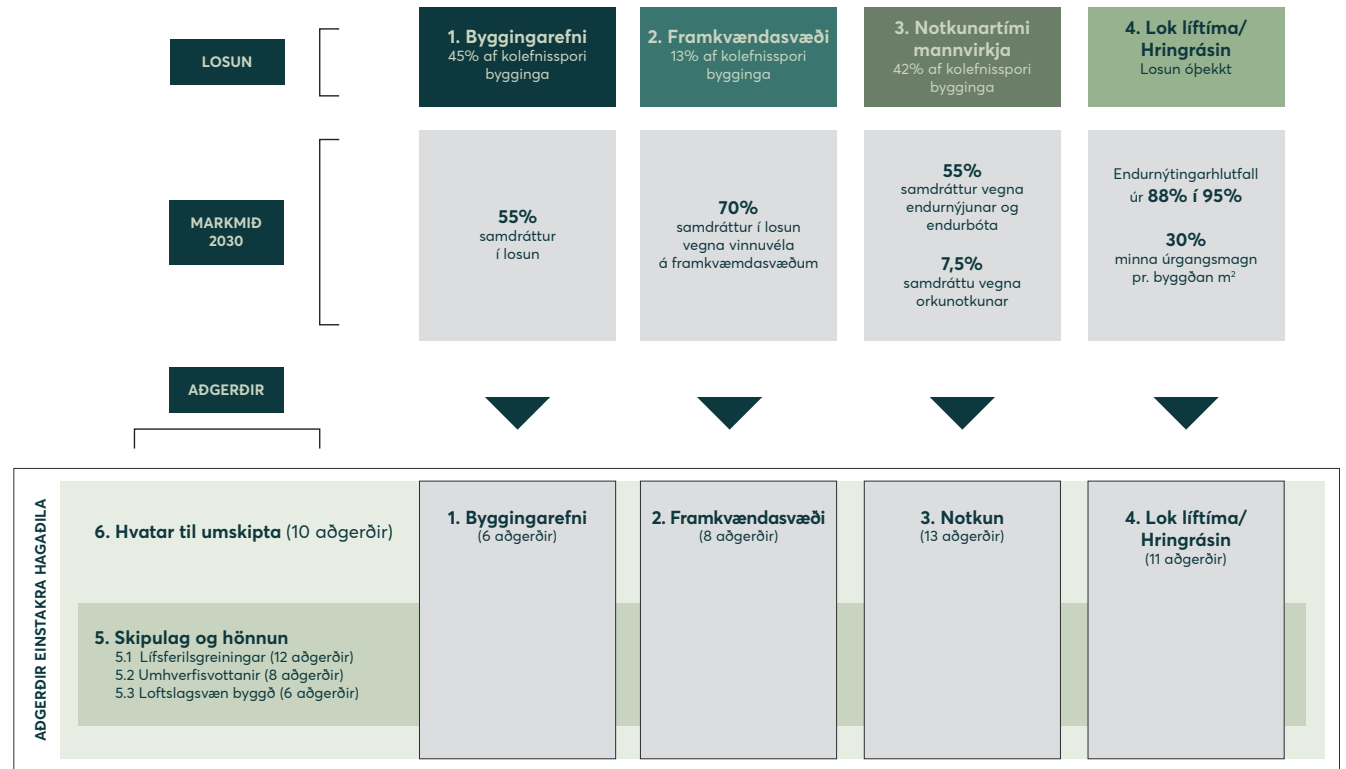 LOSUN
1. Byggingarefni
45% af kolefnisspori
bygginga
2. Framkvændasvæði
13% af kolefnisspori
bygginga
3. Notkunartími
mannvirkja
42% af kolefnisspori
bygginga
4. Lok líftíma/
Hringrásin
Losun óþekkt
MARKMIÐ
2030
55%
samdráttur
í losun
70%
samdráttur í losun
vegna vinnuvéla
á framkvæmdasvæðum
55%
samdráttur vegna
endurnýjunar og
endurbóta
7,5%
samdráttu vegna
orkunotkunar
Endurnýtingarhlutfall
úr 88% í 95%
30%
minna úrgangsmagn
pr. byggðan m²
AÐGERÐIR
AÐGERÐIR EINSTAKRA HAGAÐILA
6. Hvatar til umskipta (10 aðgerðir)
5. Skipulag og hönnun
5.1 Lífsferilsgreiningar (12 aðgerðir)
5.2 Umhverfisvottanir (8 aðgerðir)
5.3 Loftslagsvæn byggð (6 aðgerðir)
1. Byggingarefni
(6 aðgerðir)
2. Framkvændasvæði
(8 aðgerðir)
3. Notkun
(13 aðgerðir)
4. Lok líftíma/
Hringrásin
(11 aðgerðir)